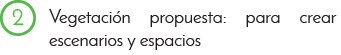 2 Vegetación propuesta: para crear
escenarios y espacios